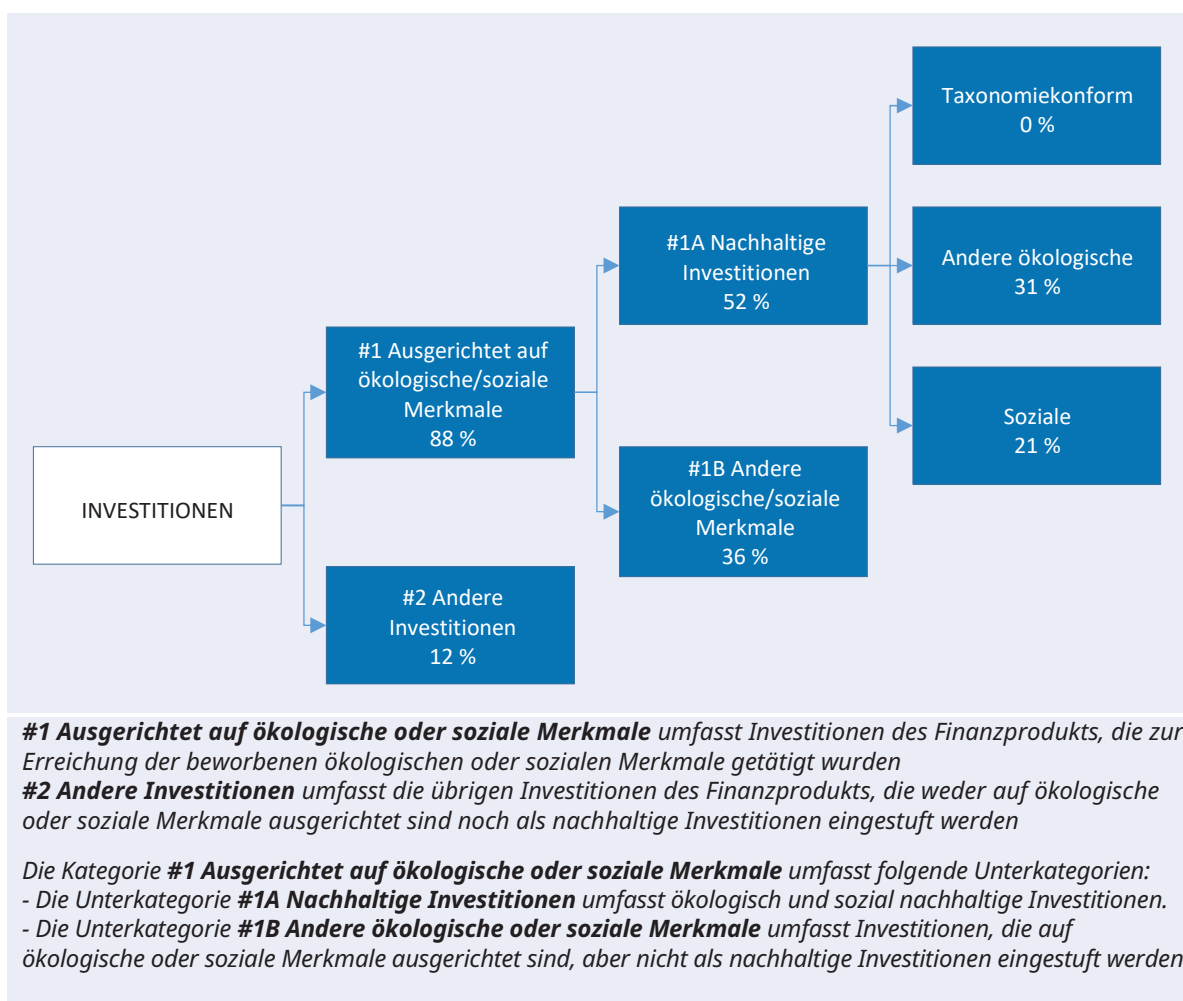 Taxonomiekonform
0 %
#1A Nachhaltige
Investitionen
52 %
Andere ökologische
31 %
#1 Ausgerichtet auf
ökologische/soziale
Merkmale
88 %
Soziale
21 %
#1B Andere
ökologische/soziale
Merkmale
36 %
INVESTITIONEN
#2 Andere
Investitionen
12 %
#1 Ausgerichtet auf ökologische oder soziale Merkmale umfasst Investitionen des Finanzprodukts, die zur
Erreichung der beworbenen ökologischen oder sozialen Merkmale getätigt wurden
#2 Andere Investitionen umfasst die übrigen Investitionen des Finanzprodukts, die weder auf ökologische
oder soziale Merkmale ausgerichtet sind noch als nachhaltige Investitionen eingestuft werden
Die Kategorie #1 Ausgerichtet auf ökologische oder soziale Merkmale umfasst folgende Unterkategorien:
- Die Unterkategorie #1A Nachhaltige Investitionen umfasst ökologisch und sozial nachhaltige Investitionen.
- Die Unterkategorie #1B Andere ökologische oder soziale Merkmale umfasst Investitionen, die auf
ökologische oder soziale Merkmale ausgerichtet sind, aber nicht als nachhaltige Investitionen eingestuft werden